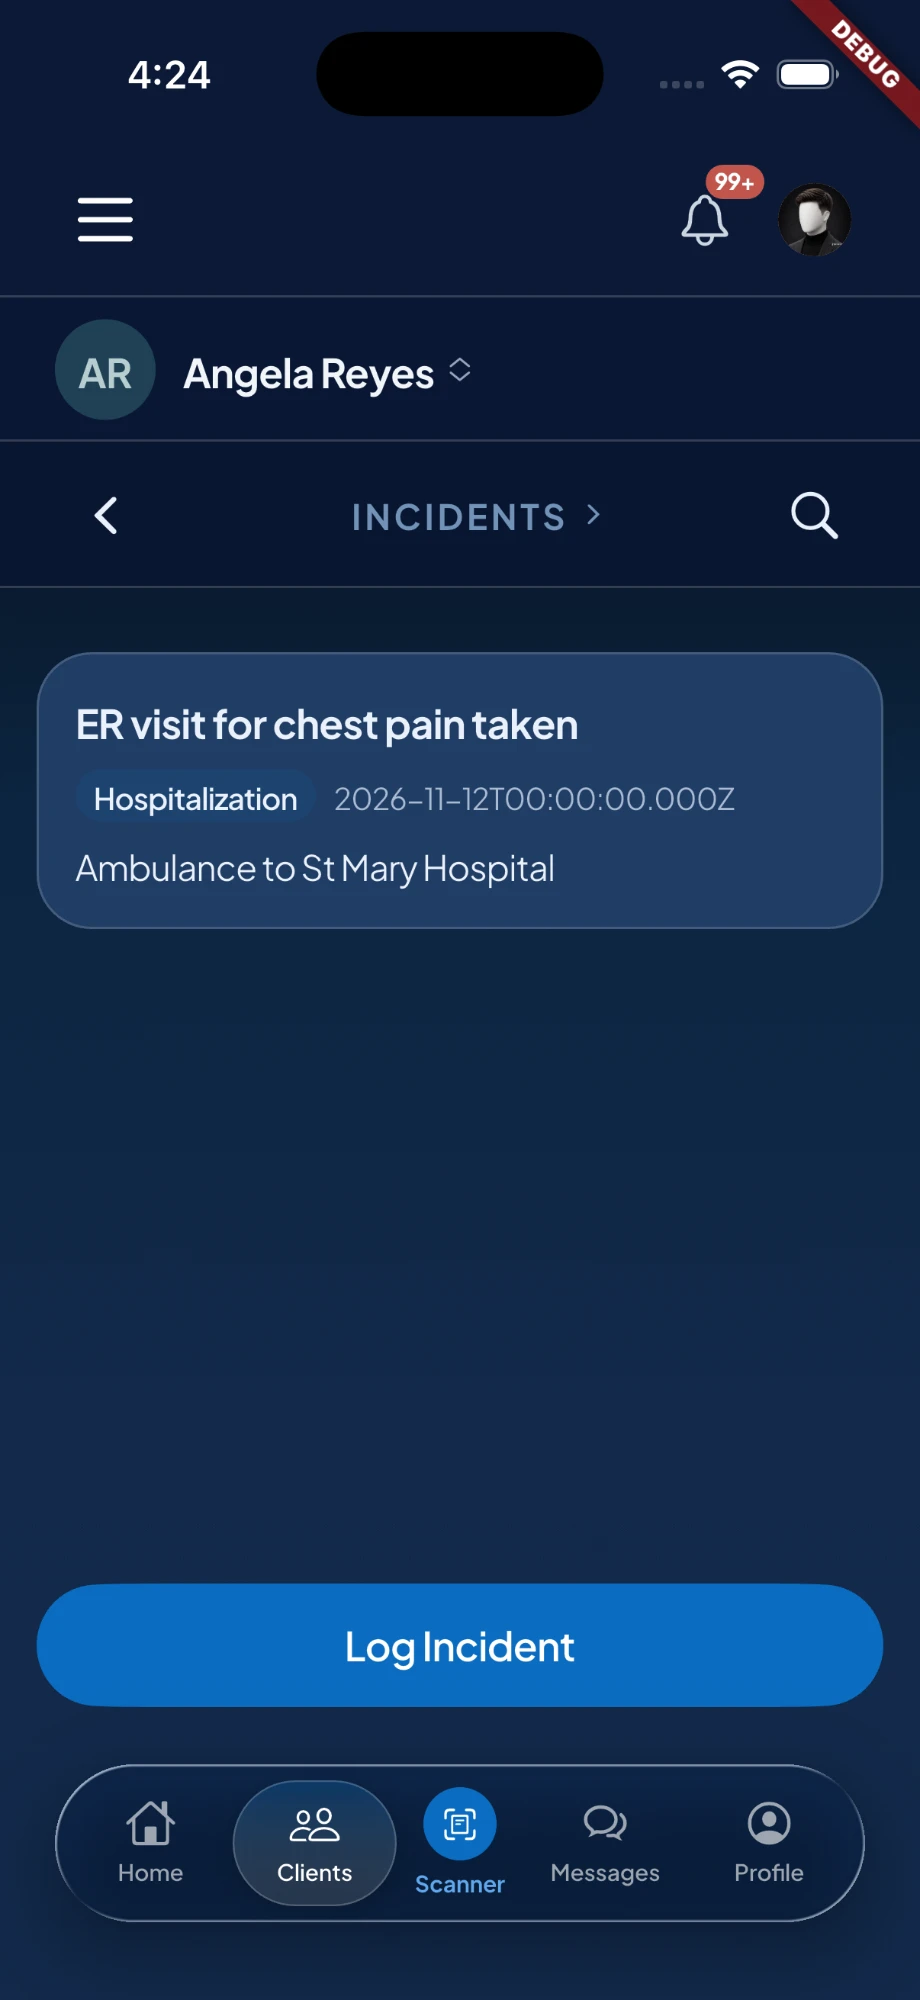 4:24
DEBUG
99+
AR
Angela Reyes
INCIDENTS
ER visit for chest pain taken
Hospitalization 2026-11-12T00:00:00.000Z
Ambulance to St Mary Hospital
Log Incident
Home Clients Scanner Messages Profile